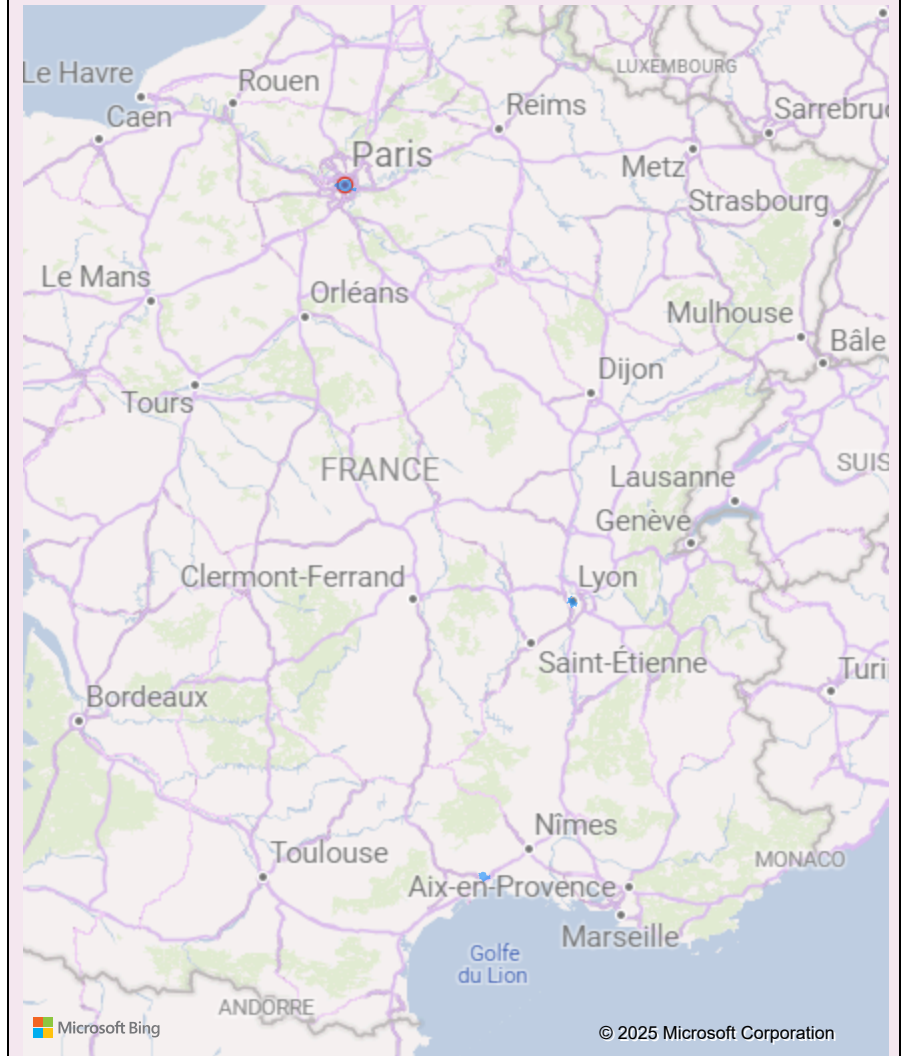 LUXEMBOURG
Le Havre
Rouen
Reims
Caen
Sarrebruc
Paris
Metz
Strasbourg
Le Mans
Orléans
Mulhouse
Bâle
Dijon
Tours
FRANCE
SUIS
Lausanne
Genève
Clermont-Ferrand
Lyon
Saint-Étienne
Turi
Bordeaux
Nîmes
Toulouse
MONACO
Aix-en-Provence
Marseille
Golfe
du Lion
ANDORRE
Microsoft Bing
© 2025 Microsoft Corporation